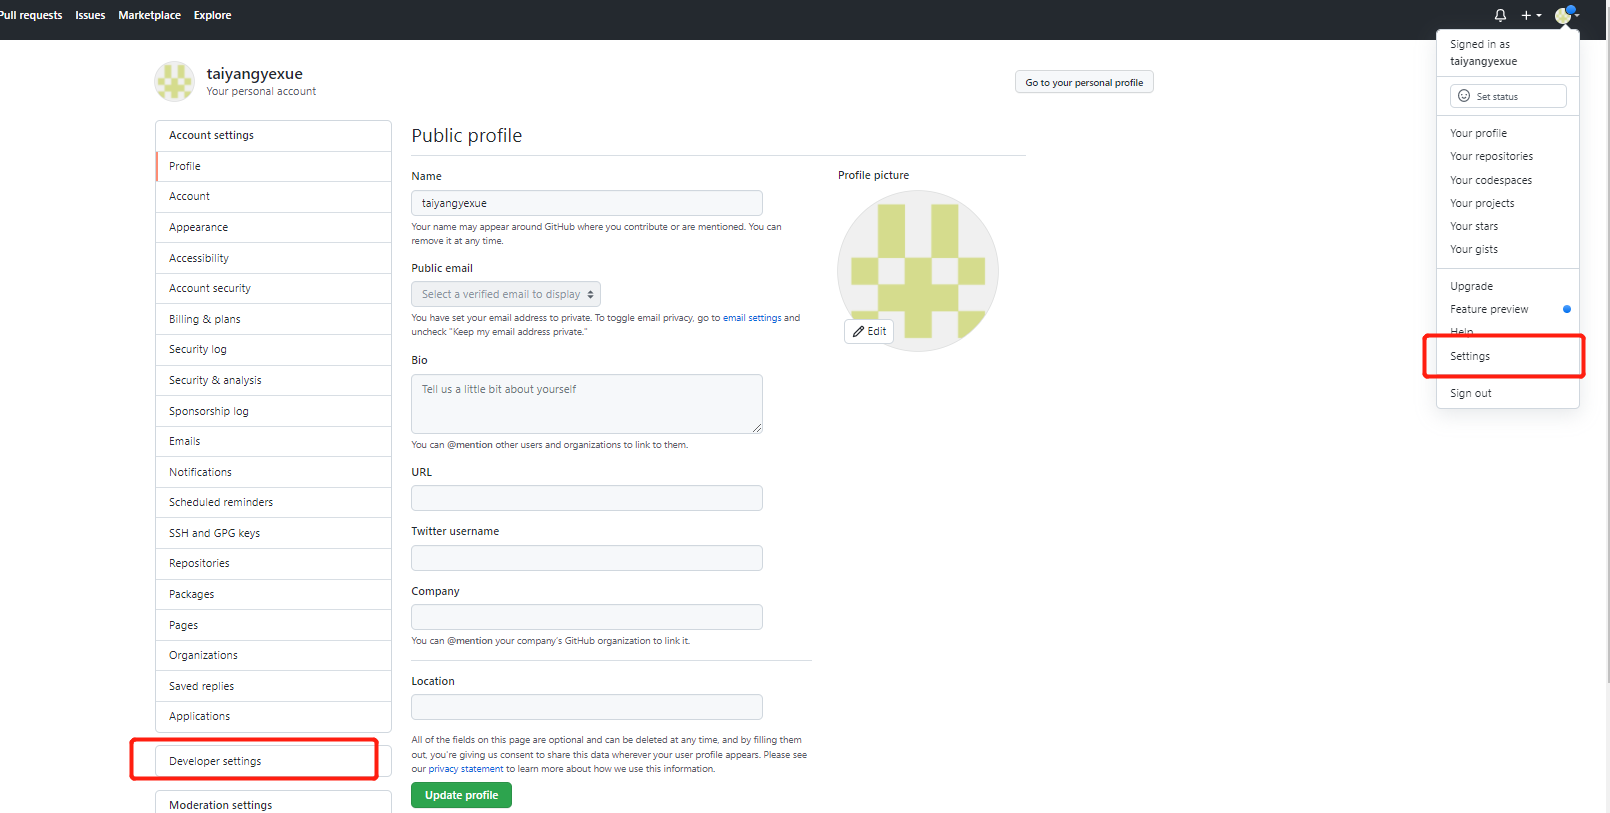 Pull requests Issues Marketplace Explore
Signed in as
taiyangyexue
Set status
Your profile
Your repositories
Your codespaces
Your projects
Your stars
Your gists
Upgrade
Feature preview
Help
Settings
Sign out
taiyangyexue
Your personal account
Go to your personal profile
Account settings
Profile
Account
Appearance
Accessibility
Account security
Billing & plans
Security log
Security & analysis
Sponsorship log
Emails
Notifications
Scheduled reminders
SSH and GPG keys
Repositories
Packages
Pages
Organizations
Saved replies
Applications
Developer settings
Moderation settings
Public profile
Name
taiyangyexue
Your name may appear around GitHub where you contribute or are mentioned. You can
remove it at any time.
Public email
Select a verified email to display
You have set your email address to private. To toggle email privacy, go to email settings and
uncheck "Keep my email address private."
Bio
Tell us a little bit about yourself
You can @mention other users and organizations to link to them.
URL
Twitter username
Company
You can @mention your company's GitHub organization to link it.
Location
All of the fields on this page are optional and can be deleted at any time, and by filling them
out, you're giving us consent to share this data wherever your user profile appears. Please see
our privacy statement to learn more about how we use this information.
Update profile
Profile picture
Edit